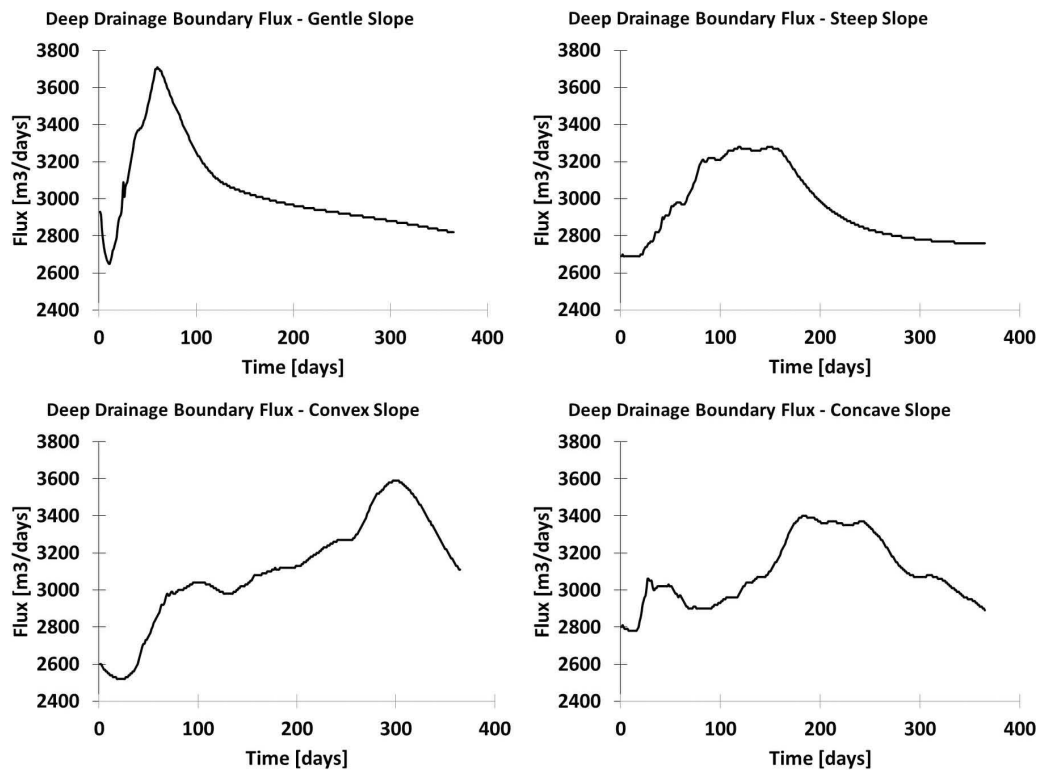 Deep Drainage Boundary Flux - Gentle Slope
3800
3600
3400
3200
3000
2800
2600
2400
Flux [m3/days]
0 100 200 300 400
Time [days]
Deep Drainage Boundary Flux - Steep Slope
3800
3600
3400
3200
3000
2800
2600
2400
Flux [m3/days]
0 100 200 300 400
Time [days]
Deep Drainage Boundary Flux - Convex Slope
3800
3600
3400
3200
3000
2800
2600
2400
Flux [m3/days]
0 100 200 300 400
Time [days]
Deep Drainage Boundary Flux - Concave Slope
3800
3600
3400
3200
3000
2800
2600
2400
Flux [m3/days]
0 100 200 300 400
Time [days]